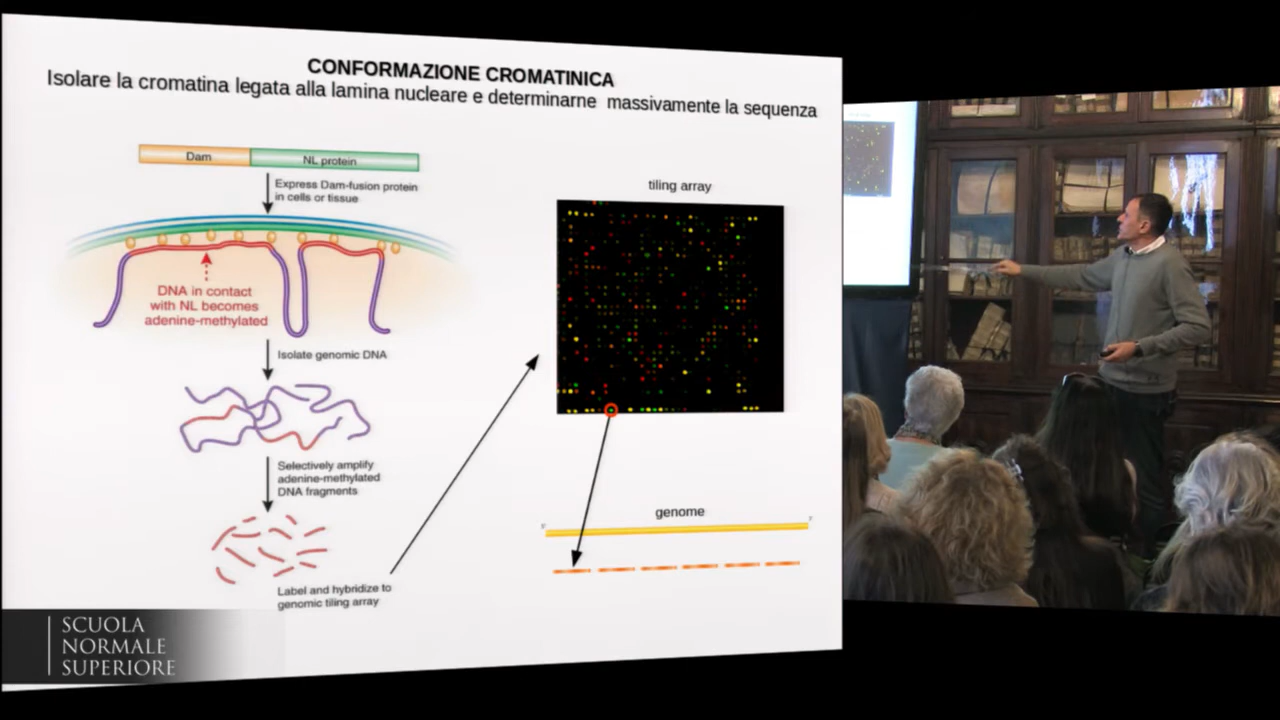 CONFORMAZIONE CROMATINICA
Isolare la cromatina legata alla lamina nucleare e determinarne massivamente la sequenza
Dam
NL protein
Express Dam-fusion protein
in cells or tissue
DNA in contact
with NL becomes
adenine-methylated
Isolate genomic DNA
Selectively amplify
adenine-methylated
DNA fragments
Label and hybridize to
genomic tiling array
tiling array
genome
5'
3'
SCUOLA
NORMALE
SUPERIORE